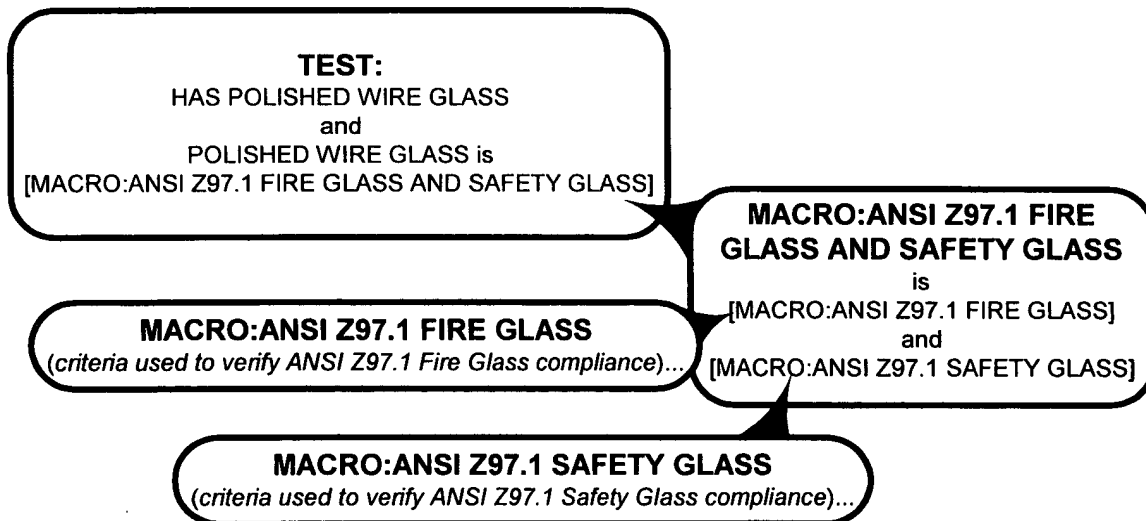 TEST:
HAS POLISHED WIRE GLASS
and
POLISHED WIRE GLASS is
[MACRO:ANSI Z97.1 FIRE GLASS AND SAFETY GLASS]
MACRO:ANSI Z97.1 FIRE
GLASS AND SAFETY GLASS
is
[MACRO:ANSI Z97.1 FIRE GLASS]
and
[MACRO:ANSI Z97.1 SAFETY GLASS]
MACRO:ANSI Z97.1 FIRE GLASS
(criteria used to verify ANSI Z97.1 Fire Glass compliance)...
MACRO:ANSI Z97.1 SAFETY GLASS
(criteria used to verify ANSI Z97.1 Safety Glass compliance)...